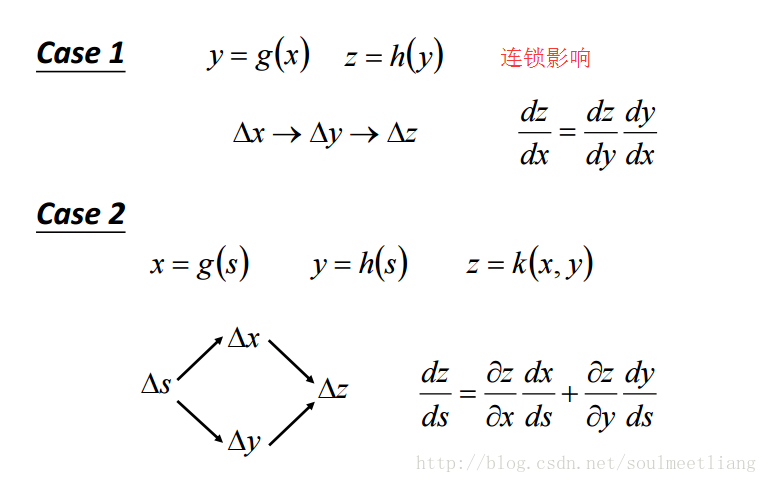 Case 1 y = g(x) z = h(y) 连锁影响
Δx → Δy → Δz dz/dx = dz/dy dy/dx
Case 2
x = g(s) y = h(s) z = k(x, y)
Δx
Δs Δz dz/ds = ∂z/∂x dx/ds + ∂z/∂y dy/ds
Δy
http://blog.csdn.net/soulmeetliang